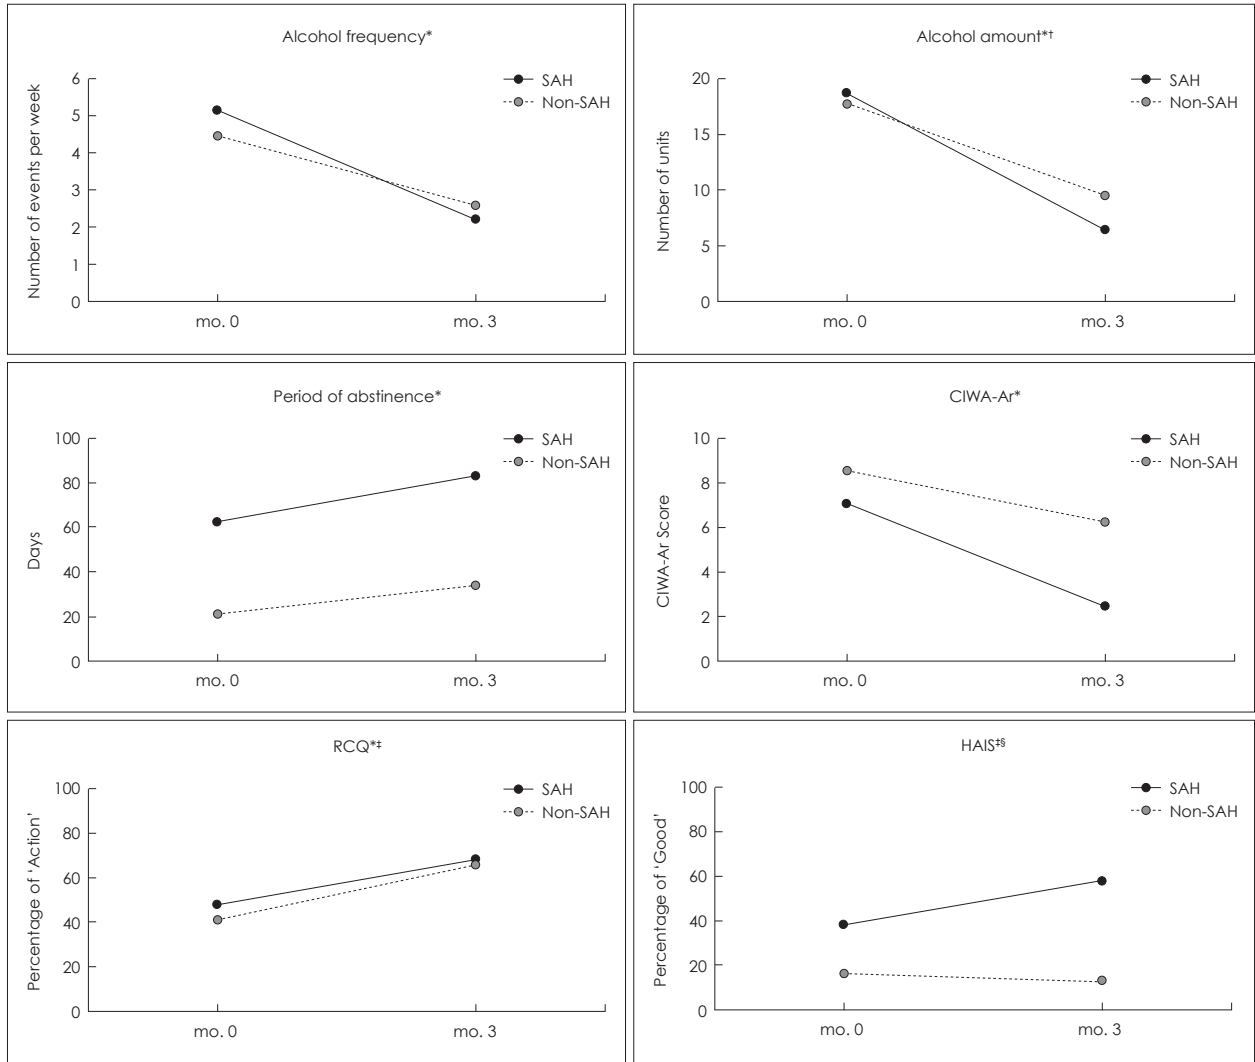 Alcohol frequency*
Number of events per week
6
5
4
3
2
1
0
SAH
Non-SAH
mo. 0
mo. 3
Alcohol amount*†
Number of units
20
15
10
5
0
SAH
Non-SAH
mo. 0
mo. 3
Period of abstinence*
Days
100
80
60
40
20
0
SAH
Non-SAH
mo. 0
mo. 3
CIWA-Ar*
CIWA-Ar Score
10
8
6
4
2
0
SAH
Non-SAH
mo. 0
mo. 3
RCQ*‡
Percentage of ‘Action’
100
80
60
40
20
0
SAH
Non-SAH
mo. 0
mo. 3
HAIS‡§
Percentage of ‘Good’
100
80
60
40
20
0
SAH
Non-SAH
mo. 0
mo. 3